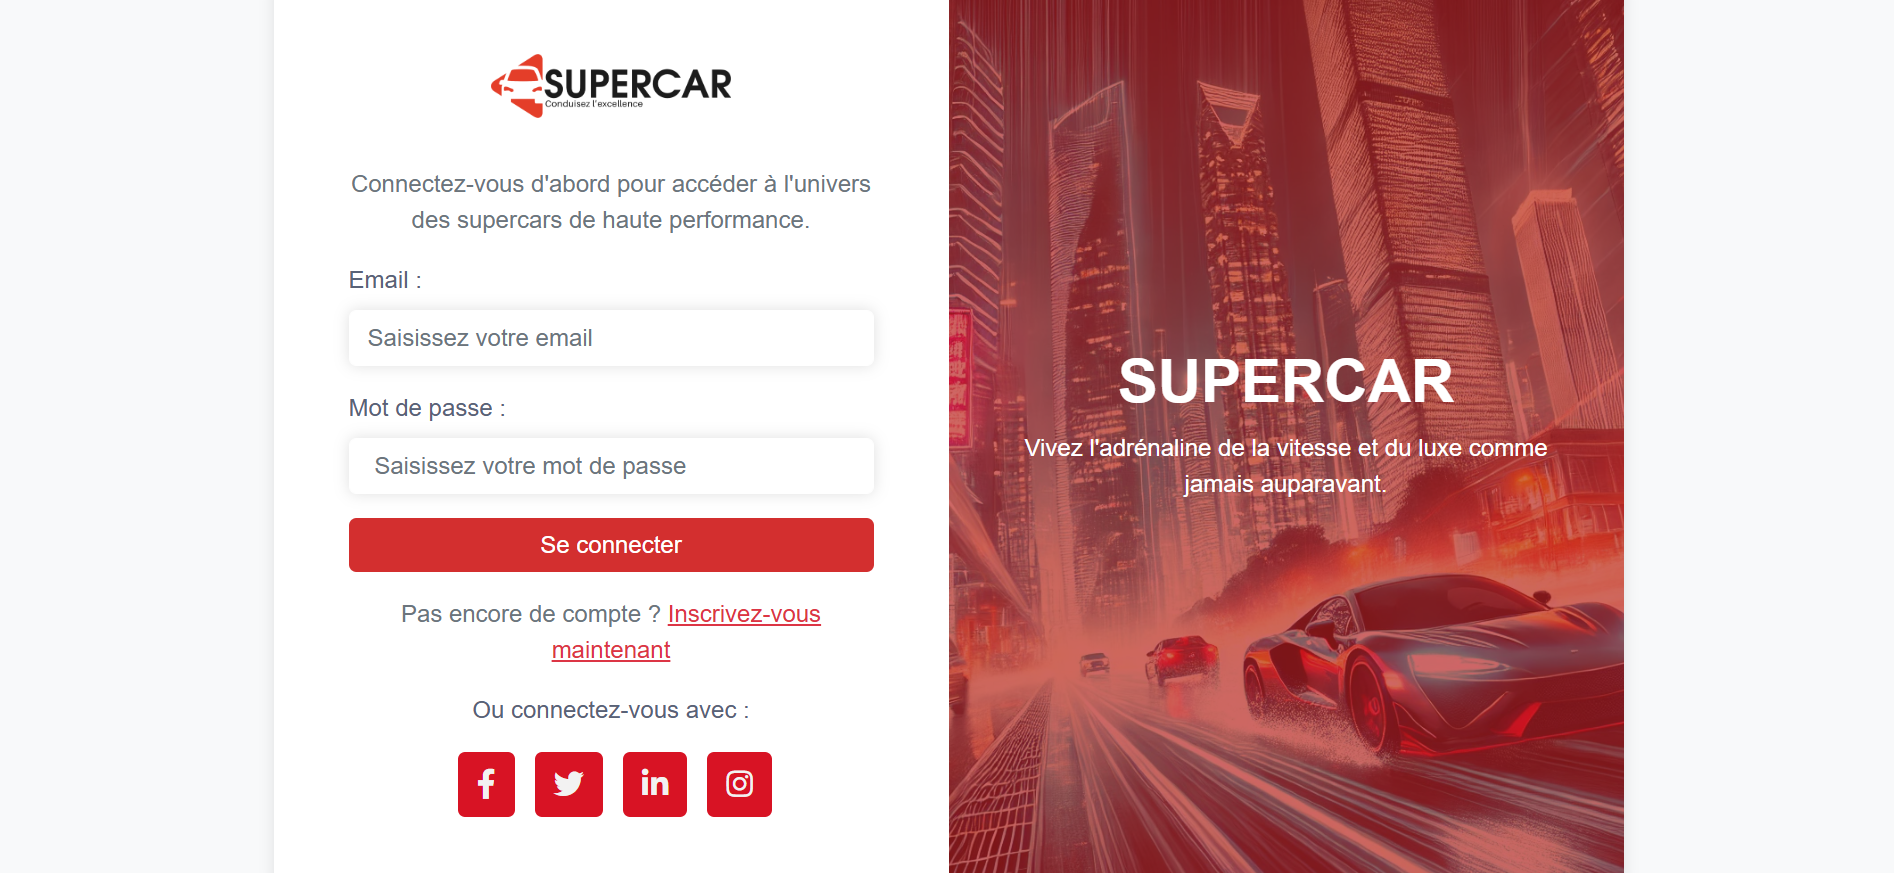 SUPERCAR
Conduisez l'excellence
Connectez-vous d'abord pour accéder à l'univers
des supercars de haute performance.
Email :
Saisissez votre email
Mot de passe :
Saisissez votre mot de passe
Se connecter
Pas encore de compte ? Inscrivez-vous
maintenant
Ou connectez-vous avec :
SUPERCAR
Vivez l'adrénaline de la vitesse et du luxe comme
jamais auparavant.